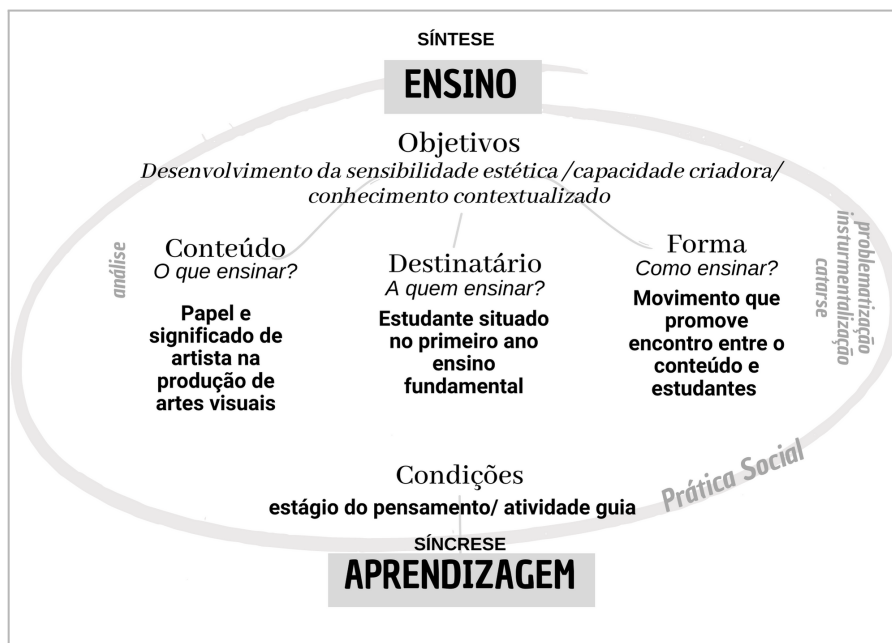 SÍNTESE
ENSINO
Objetivos
Desenvolvimento da sensibilidade estética /capacidade criadora/
conhecimento contextualizado
análise
Conteúdo
O que ensinar?
Papel e
significado de
artista na
produção de
artes visuais
Destinatário
A quem ensinar?
Estudante situado
no primeiro ano
ensino
fundamental
Forma
Como ensinar?
Movimento que
promove
encontro entre o
conteúdo e
estudantes
problematização
insturmentalização
catarse
Prática Social
Condições
estágio do pensamento/ atividade guia
SÍNCRESE
APRENDIZAGEM